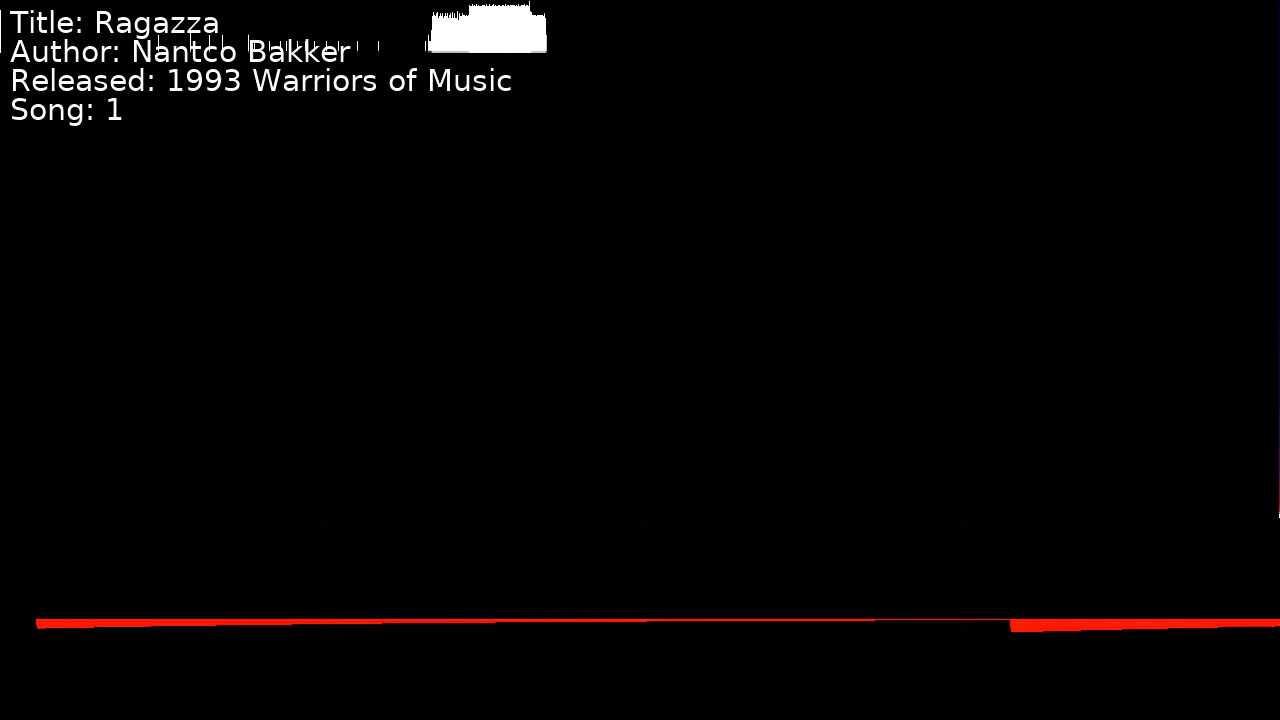 Title: Ragazza
Author: Nantco Bakker
Released: 1993 Warriors of Music
Song: 1